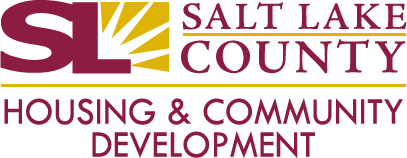 SL SALT LAKE
COUNTY
HOUSING & COMMUNITY
DEVELOPMENT